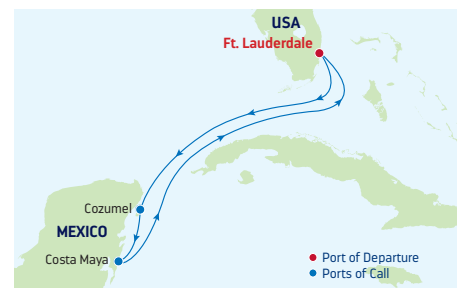 USA
Ft. Lauderdale
Cozumel
MEXICO
Costa Maya
Port of Departure
Ports of Call